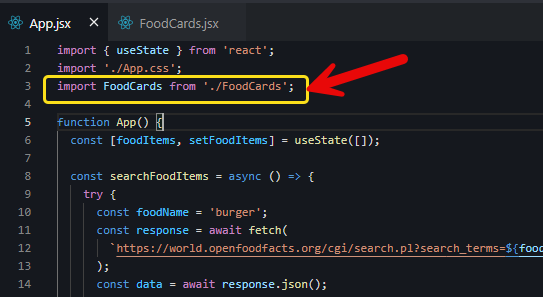 App.jsx
FoodCards.jsx
1 import { useState } from 'react';
2 import './App.css';
3 import FoodCards from './FoodCards';
4
5 function App() {
6 const [foodItems, setFoodItems] = useState([]);
7
8 const searchFoodItems = async () => {
9 try {
10 const foodName = 'burger';
11 const response = await fetch(
12 `https://world.openfoodfacts.org/cgi/search.pl?search_terms=${food
13 );
14 const data = await response.json();